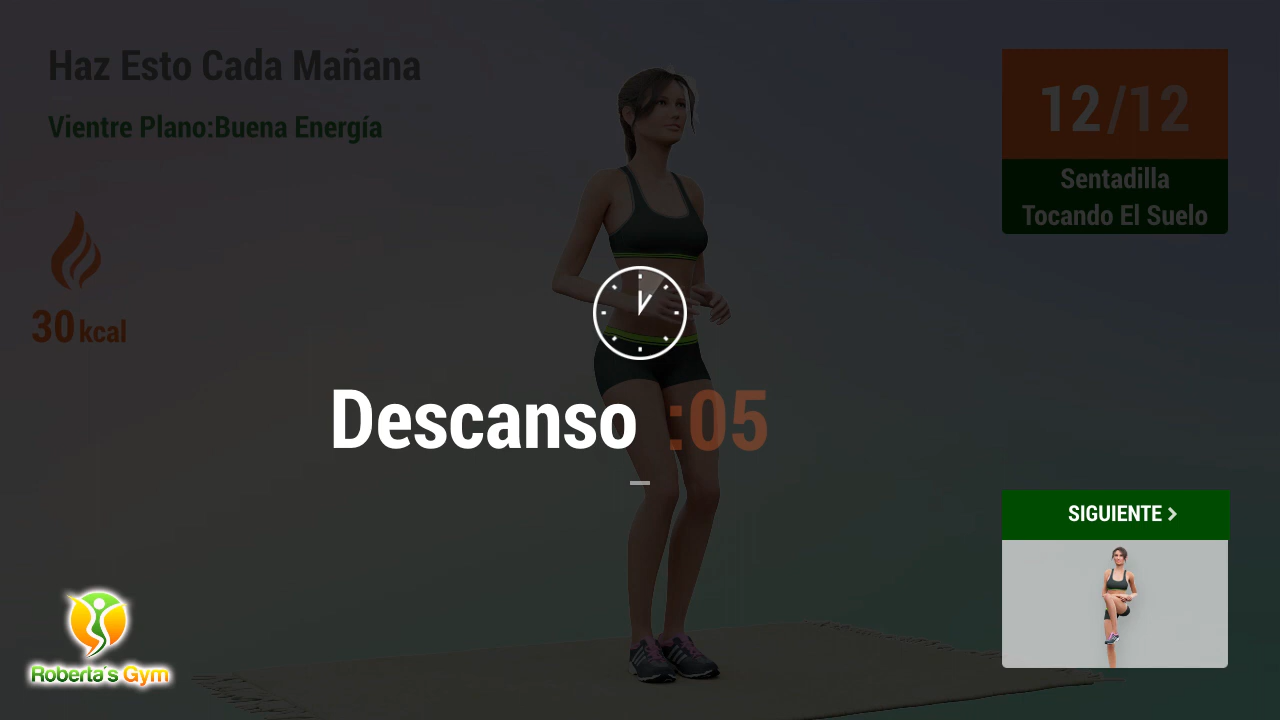 Haz Esto Cada Mañana
Vientre Plano:Buena Energía
12/12
Sentadilla
Tocando El Suelo
30 kcal
Descanso :05
SIGUIENTE >
Roberta´s Gym